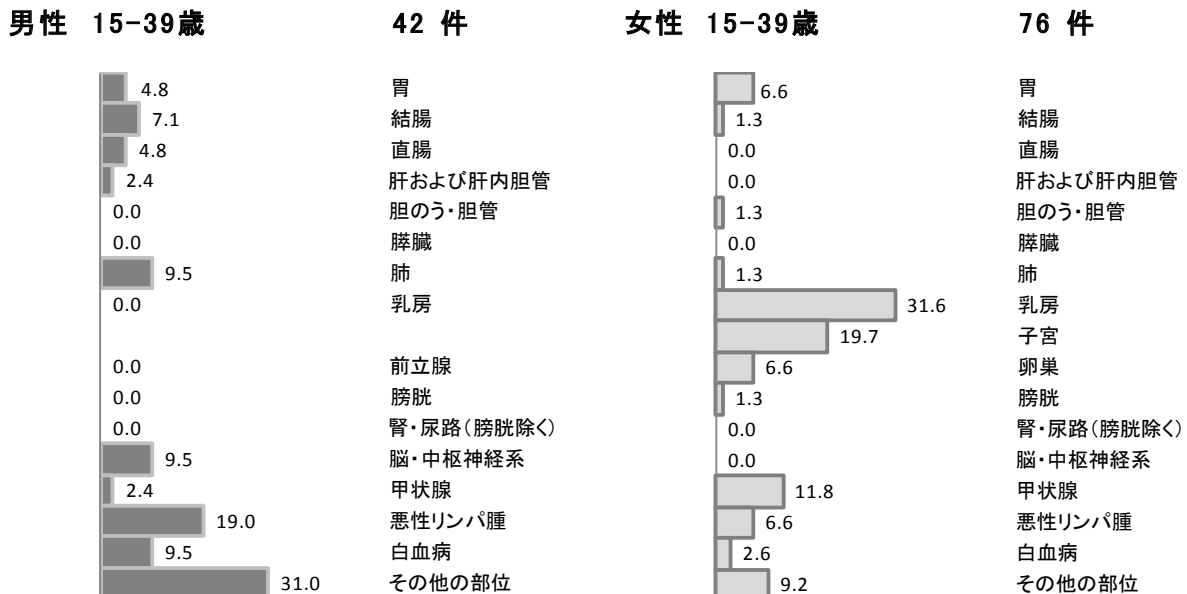 男性 15-39歳 42 件 女性 15-39歳 76 件
4.8 胃 6.6 胃
7.1 結腸 1.3 結腸
4.8 直腸 0.0 直腸
2.4 肝および肝内胆管 0.0 肝および肝内胆管
0.0 胆のう・胆管 1.3 胆のう・胆管
0.0 膵臓 0.0 膵臓
9.5 肺 1.3 肺
0.0 乳房 31.6 乳房
19.7 子宮
0.0 前立腺 6.6 卵巣
0.0 膀胱 1.3 膀胱
0.0 腎・尿路(膀胱除く) 0.0 腎・尿路(膀胱除く)
9.5 脳・中枢神経系 0.0 脳・中枢神経系
2.4 甲状腺 11.8 甲状腺
19.0 悪性リンパ腫 6.6 悪性リンパ腫
9.5 白血病 2.6 白血病
31.0 その他の部位 9.2 その他の部位